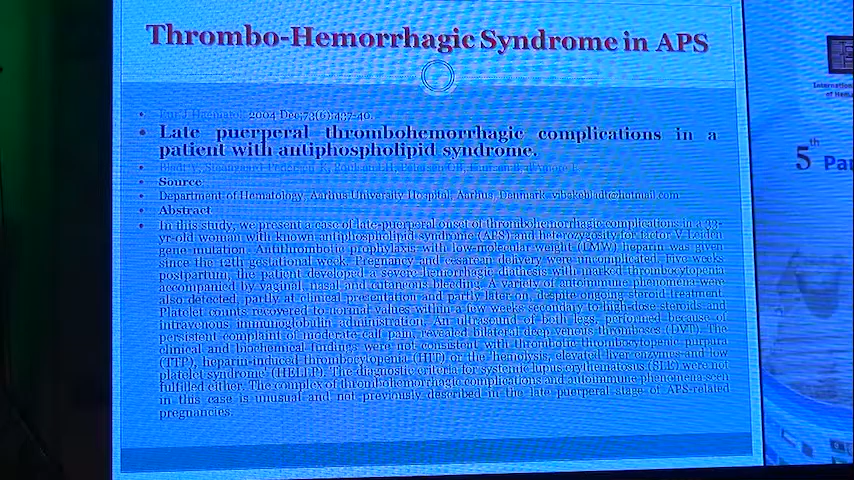 Thrombo-Hemorrhagic Syndrome in APS
Eur J Haematol. 2004 Dec;73(6):437-40.
Late puerperal thrombohemorrhagic complications in a
patient with antiphospholipid syndrome.
Source
Department of Hematology, Aarhus University Hospital, Aarhus, Denmark.
Abstract
In this study, we present a case of late-puerperal onset of thrombohemorrhagic complications in a 33-
yr-old woman with known antiphospholipid syndrome (APS) and heterozygosity for factor V Leiden
gene mutation. Antithrombotic prophylaxis with low-molecular weight (LMW) heparin was given
since the 12th gestational week. Pregnancy and cesarean delivery were uncomplicated. Five weeks
postpartum, the patient developed a severe hemorrhagic diathesis with marked thrombocytopenia
accompanied by vaginal, nasal and cutaneous bleeding. A variety of autoimmune phenomena were
also detected, partly at clinical presentation and partly later on, despite ongoing steroid treatment.
Platelet counts recovered to normal values within a few weeks secondary to high-dose steroids and
intravenous immunoglobulin administration. An ultrasound of both legs, performed because of
persistent complaint of moderate calf pain, revealed bilateral deep venous thromboses (DVT). The
clinical and biochemical findings were not consistent with thrombotic thrombocytopenic purpura
(TTP), heparin-induced thrombocytopenia (HIT) or the 'hemolysis, elevated liver enzymes and low
platelet syndrome' (HELLP). The diagnostic criteria for systemic lupus erythematosus (SLE) were not
fulfilled either. The complex of thrombohemorrhagic complications and autoimmune phenomena seen
in this case is unusual and not previously described in the late puerperal stage of APS-related
pregnancies.
Internation
of Hema
5th Pa